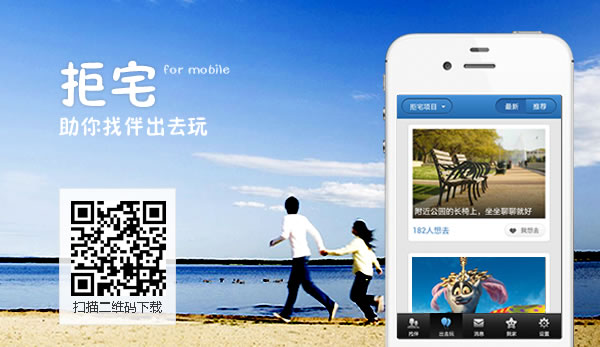 拒宅 for mobile
助你找伴出去玩
扫描二维码下载
拒宅项目
最新 推荐
附近公园的长椅上，坐坐聊聊就好
182人想去 我想去
找伴 出去玩 消息 我家 设置